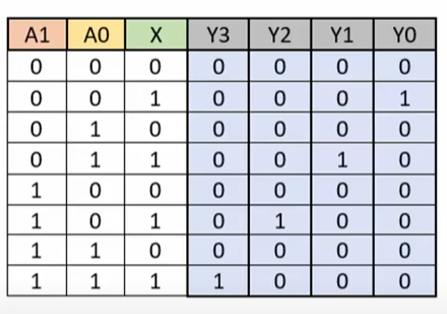 A1 A0 X Y3 Y2 Y1 Y0
0 0 0 0 0 0 0
0 0 1 0 0 0 1
0 1 0 0 0 0 0
0 1 1 0 0 1 0
1 0 0 0 0 0 0
1 0 1 0 1 0 0
1 1 0 0 0 0 0
1 1 1 1 0 0 0